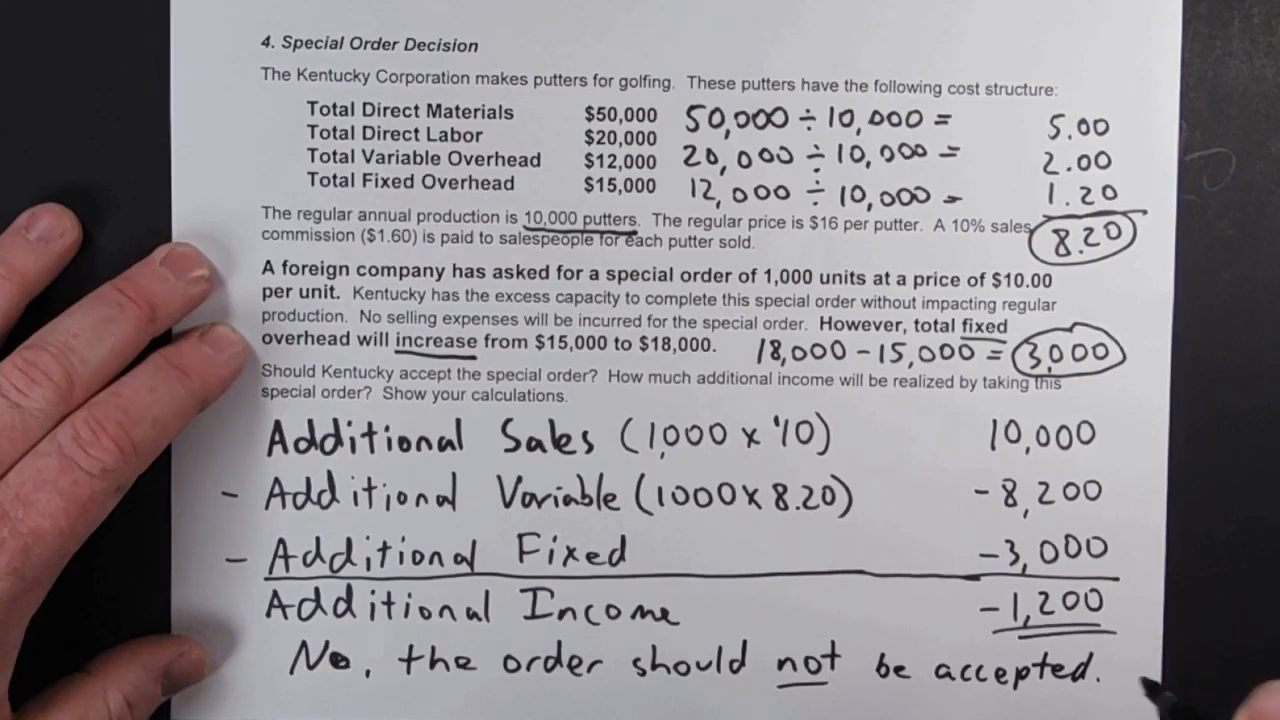 4. Special Order Decision
The Kentucky Corporation makes putters for golfing. These putters have the following cost structure:
Total Direct Materials $50,000 50,000 ÷ 10,000 = 5.00
Total Direct Labor $20,000 20,000 ÷ 10,000 = 2.00
Total Variable Overhead $12,000 12,000 ÷ 10,000 = 1.20
Total Fixed Overhead $15,000
The regular annual production is 10,000 putters. The regular price is $16 per putter. A 10% sales
commission ($1.60) is paid to salespeople for each putter sold. 8.20
A foreign company has asked for a special order of 1,000 units at a price of $10.00
per unit. Kentucky has the excess capacity to complete this special order without impacting regular
production. No selling expenses will be incurred for the special order. However, total fixed
overhead will increase from $15,000 to $18,000. 18,000 - 15,000 = 3,000
Should Kentucky accept the special order? How much additional income will be realized by taking this
special order? Show your calculations.
Additional Sales (1,000 x 10) 10,000
- Additional Variable (1000 x 8.20) -8,200
- Additional Fixed -3,000
Additional Income -1,200
No, the order should not be accepted.